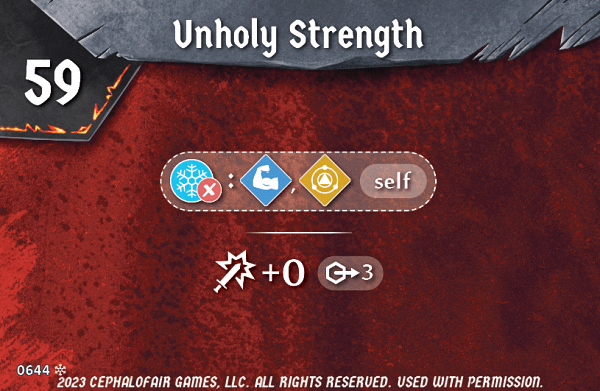 Unholy Strength
59
: , self
+0 3
0644
2023 CEPHALOFAIR GAMES, LLC. ALL RIGHTS RESERVED. USED WITH PERMISSION.